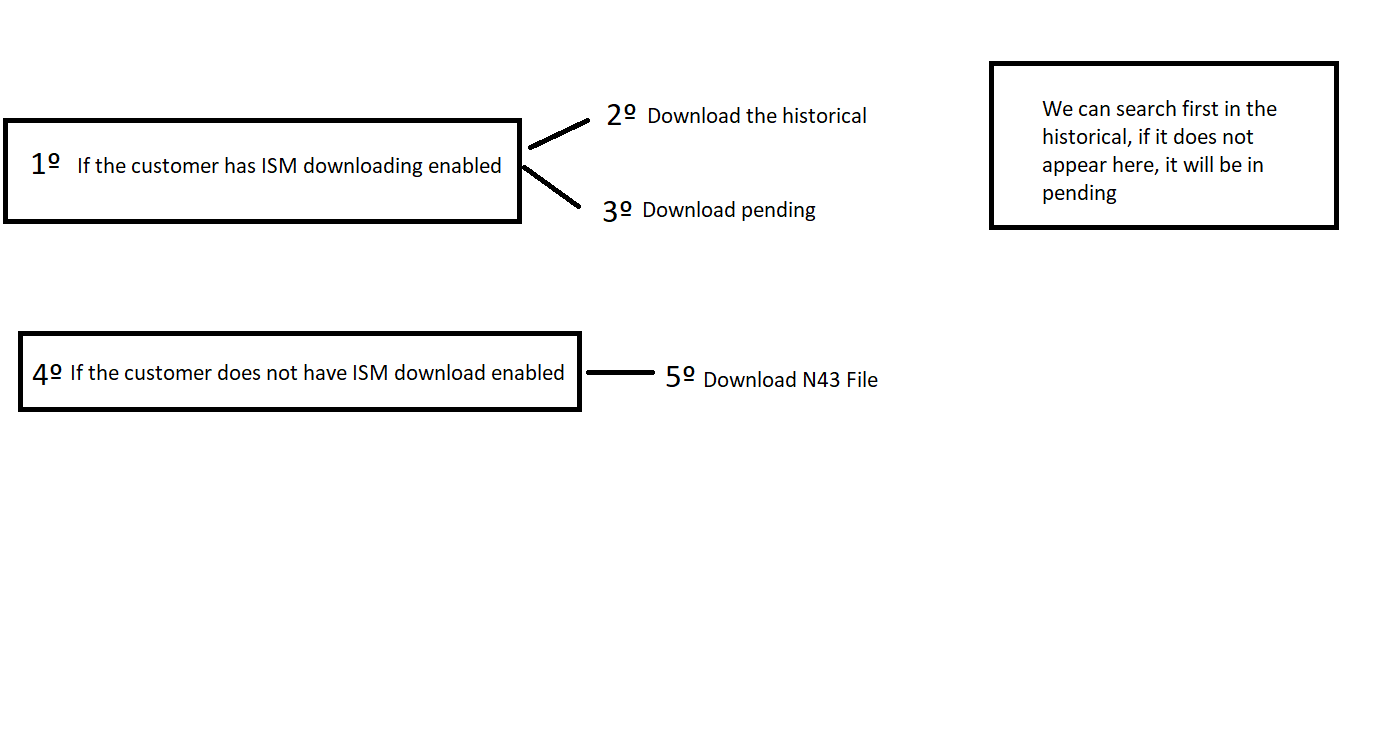 1º If the customer has ISM downloading enabled
2º Download the historical
3º Download pending
We can search first in the
historical, if it does not
appear here, it will be in
pending
4º If the customer does not have ISM download enabled
5º Download N43 File